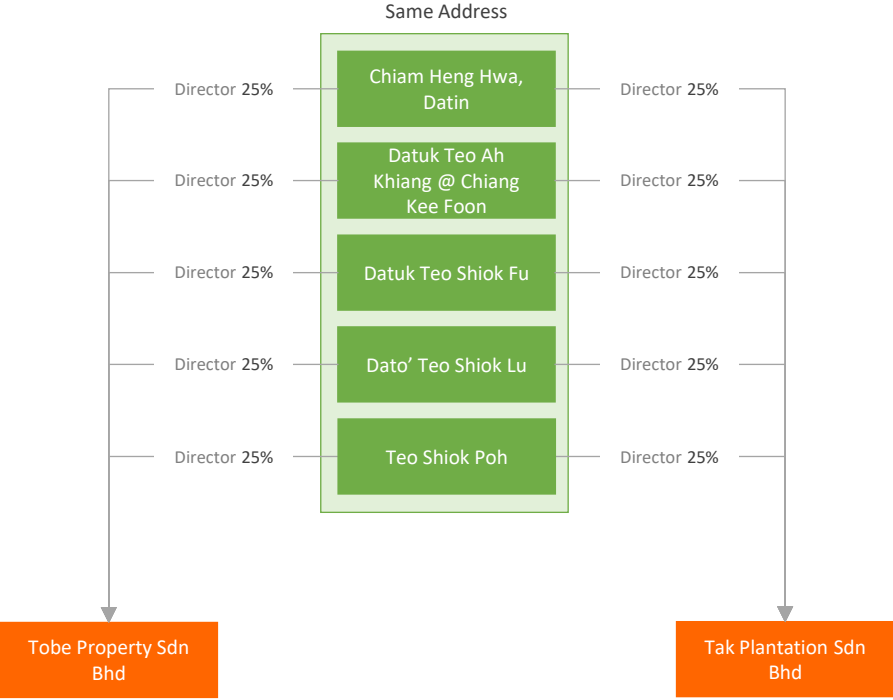 Same Address
Director 25%
Chiam Heng Hwa,
Datin
Director 25%
Director 25%
Datuk Teo Ah
Khiang @ Chiang
Kee Foon
Director 25%
Director 25%
Datuk Teo Shiok Fu
Director 25%
Director 25%
Dato’ Teo Shiok Lu
Director 25%
Director 25%
Teo Shiok Poh
Director 25%
Tobe Property Sdn
Bhd
Tak Plantation Sdn
Bhd